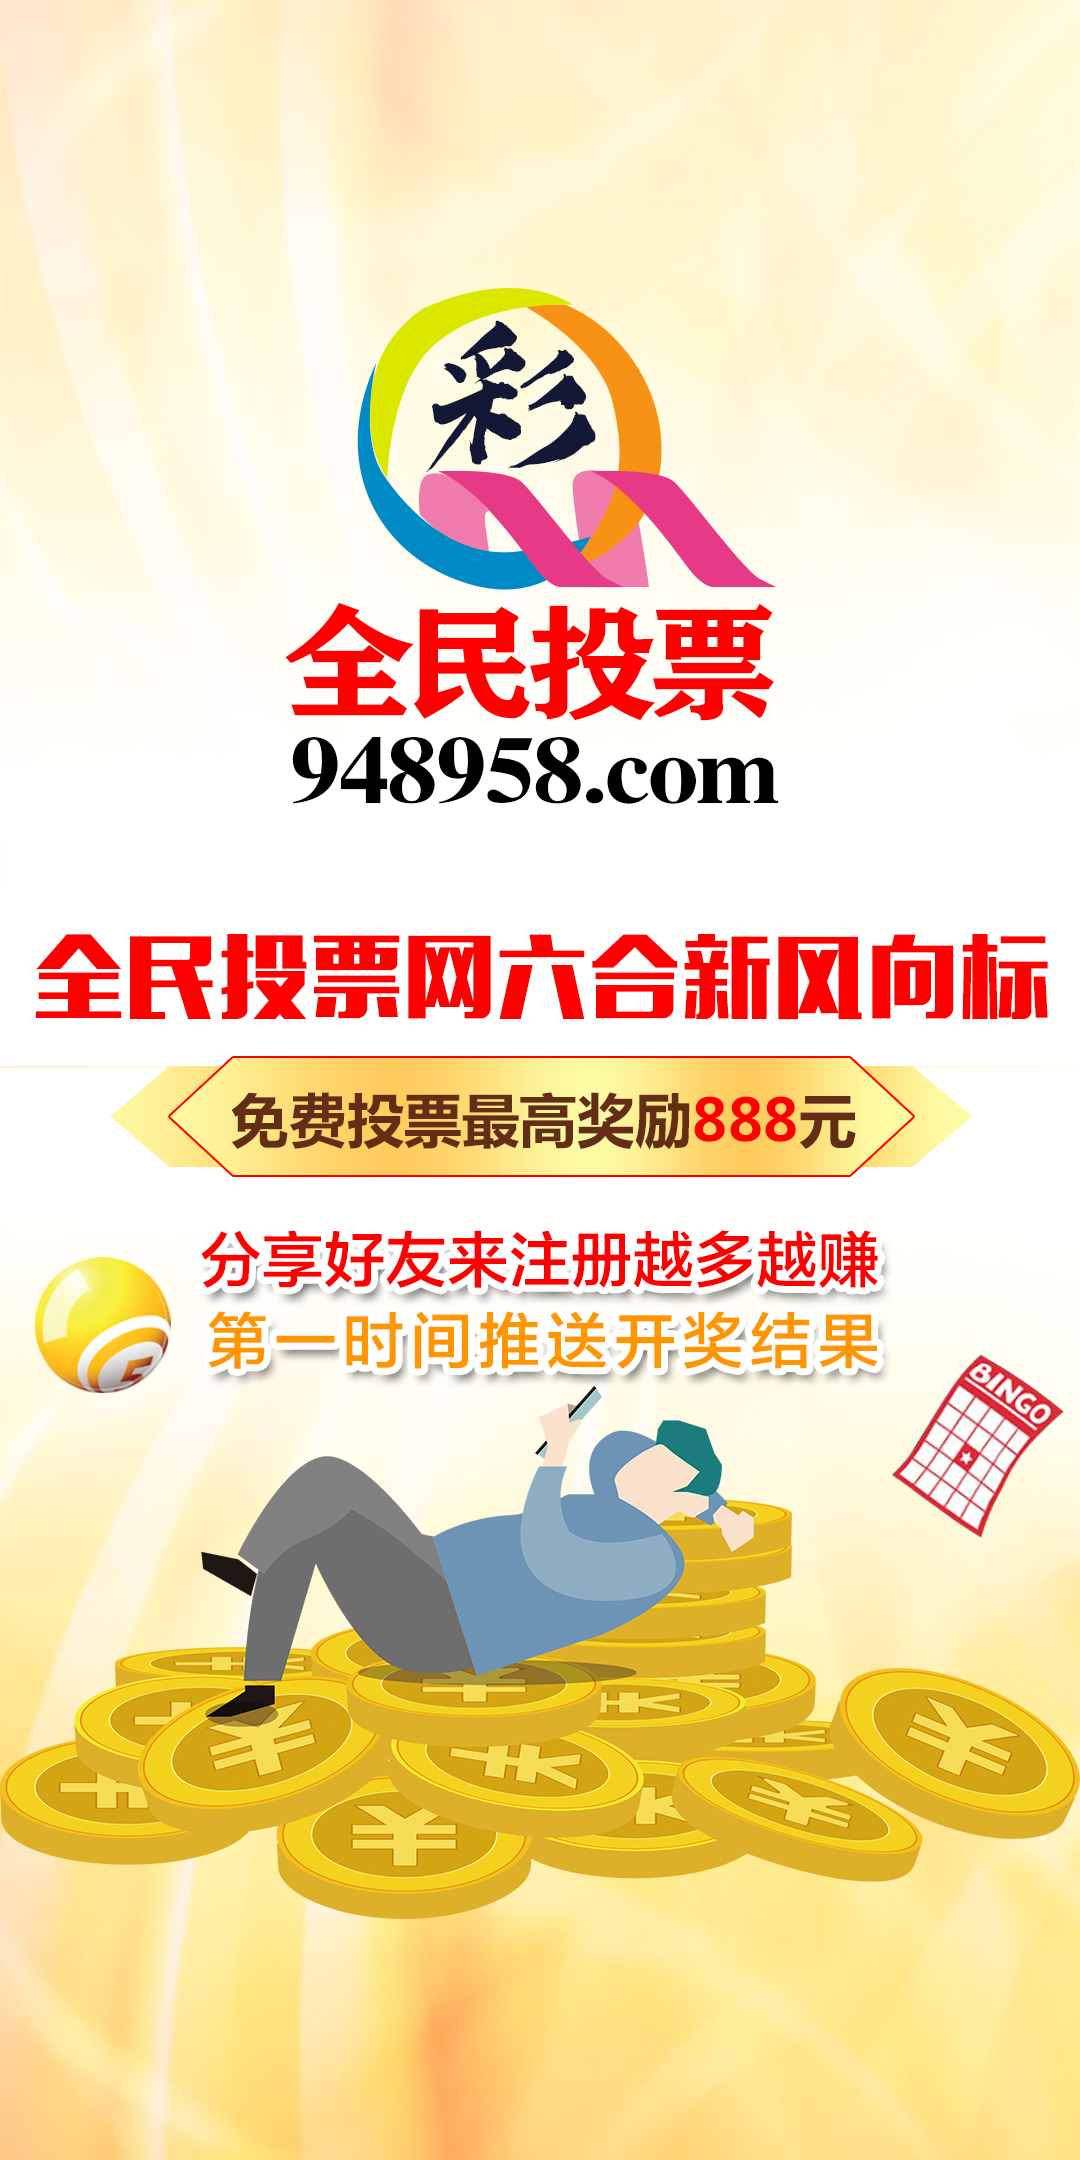 彩
全民投票
948958.com
全民投票网六合新风向标
免费投票最高奖励888元
分享好友来注册越多越赚
第一时间推送开奖结果
BINGO